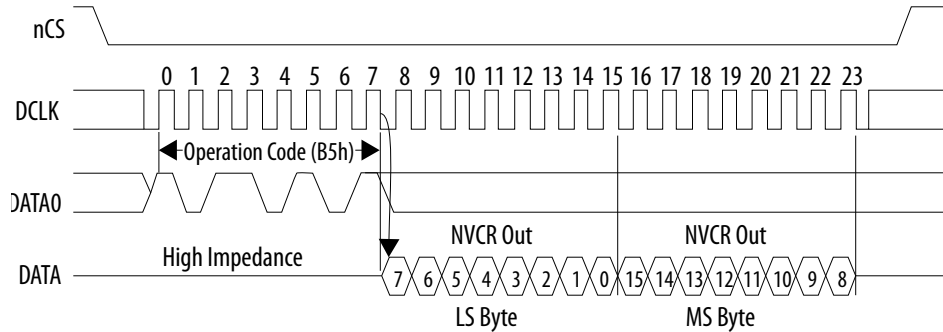 nCS
0 1 2 3 4 5 6 7 8 9 10 11 12 13 14 15 16 17 18 19 20 21 22 23
DCLK
Operation Code (B5h)
DATA0
NVCR Out NVCR Out
High Impedance
DATA 7 6 5 4 3 2 1 0 15 14 13 12 11 10 9 8
LS Byte MS Byte